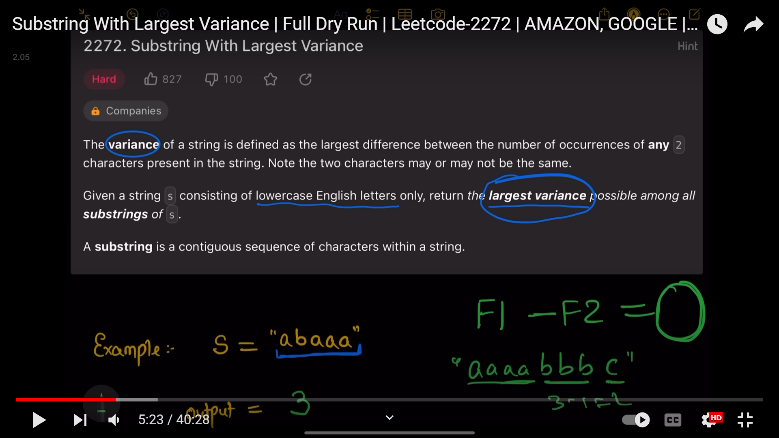 Substring With Largest Variance | Full Dry Run | Leetcode-2272 | AMAZON, GOOGLE |...
2272. Substring With Largest Variance
Hint
2.05
Hard 827 100
Companies
The variance of a string is defined as the largest difference between the number of occurrences of any 2
characters present in the string. Note the two characters may or may not be the same.
Given a string s consisting of lowercase English letters only, return the largest variance possible among all
substrings of s.
A substring is a contiguous sequence of characters within a string.
F1 - F2 = 0
Example:- S = "abaaa"
"aaaabbbc"
3-1=2
output = 3
5:23 / 40:28
CC
HD